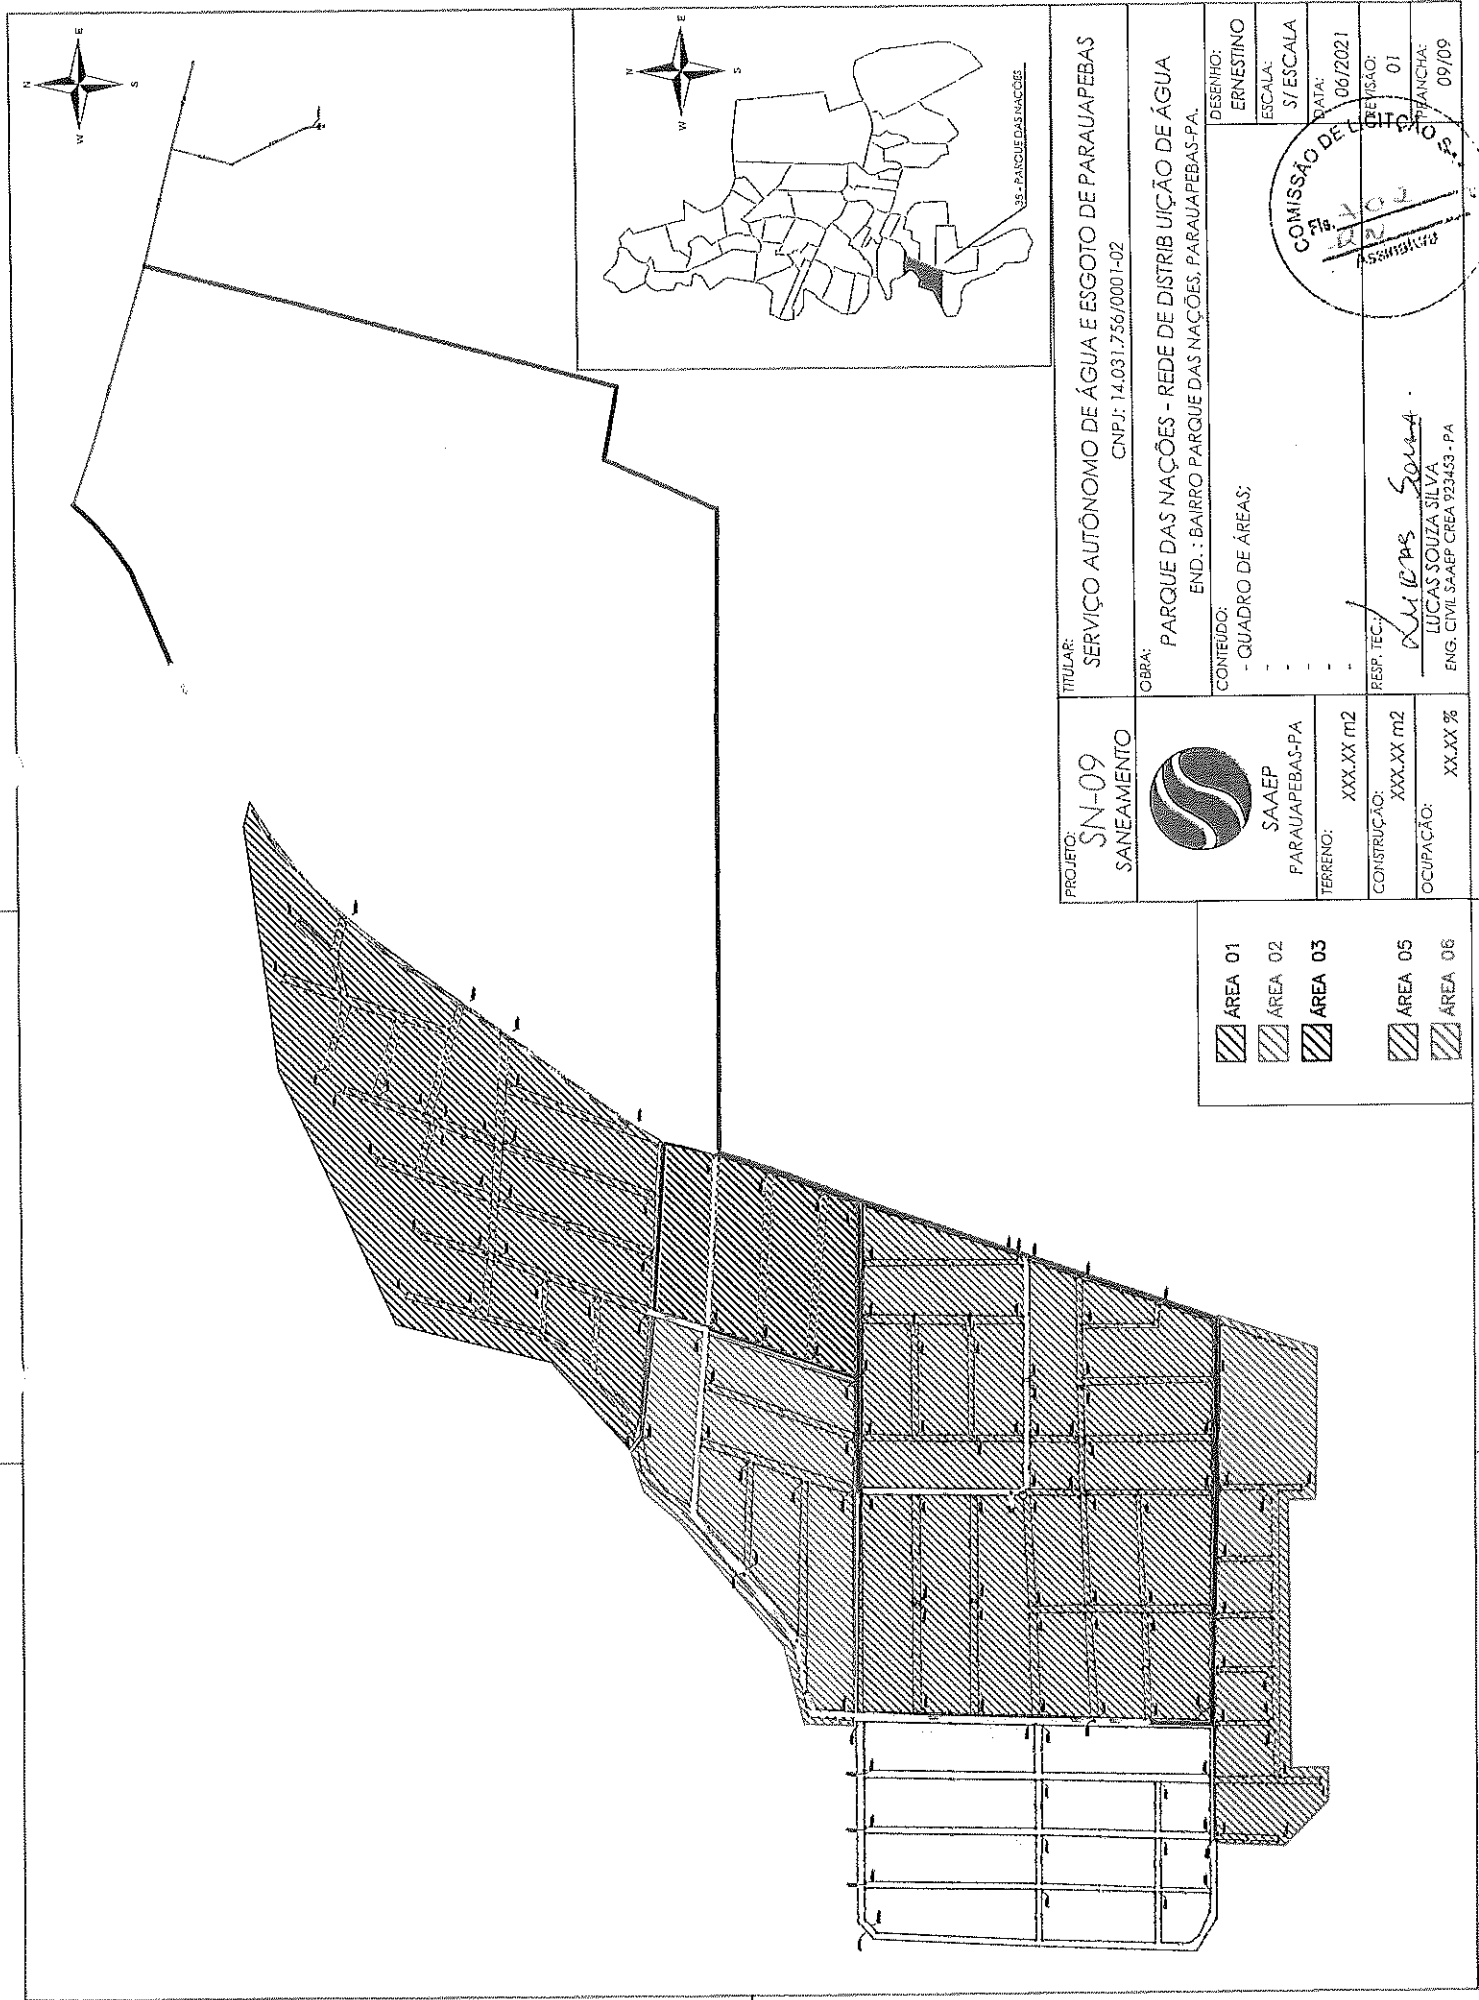 N
W
E
S
N
W
E
S
35 - PARQUE DAS NAÇÕES
ÁREA 01
ÁREA 02
ÁREA 03
ÁREA 05
ÁREA 06
PROJETO:
SN-09
SANEAMENTO
SAAEP
PARAUAPEBAS-PA
TERRENO:
XXX.XX m2
CONSTRUÇÃO:
XXX.XX m2
OCUPAÇÃO:
XX.XX %
TITULAR:
SERVIÇO AUTÔNOMO DE ÁGUA E ESGOTO DE PARAUAPEBAS
CNPJ: 14.031.756/0001-02
OBRA:
PARQUE DAS NAÇÕES - REDE DE DISTRIBUIÇÃO DE ÁGUA
END. : BAIRRO PARQUE DAS NAÇÕES, PARAUAPEBAS-PA.
CONTEÚDO:
- QUADRO DE ÁREAS;
-
-
-
-
RESP. TEC.:
Lucas Souza
LUCAS SOUZA SILVA
ENG. CIVIL SAAEP CREA 923453 - PA
DESENHO:
ERNESTINO
ESCALA:
S/ ESCALA
DATA:
06/2021
REVISÃO:
01
PRANCHA:
09/09
COMISSÃO DE LICITÇÃO
Fls.
Assinatura